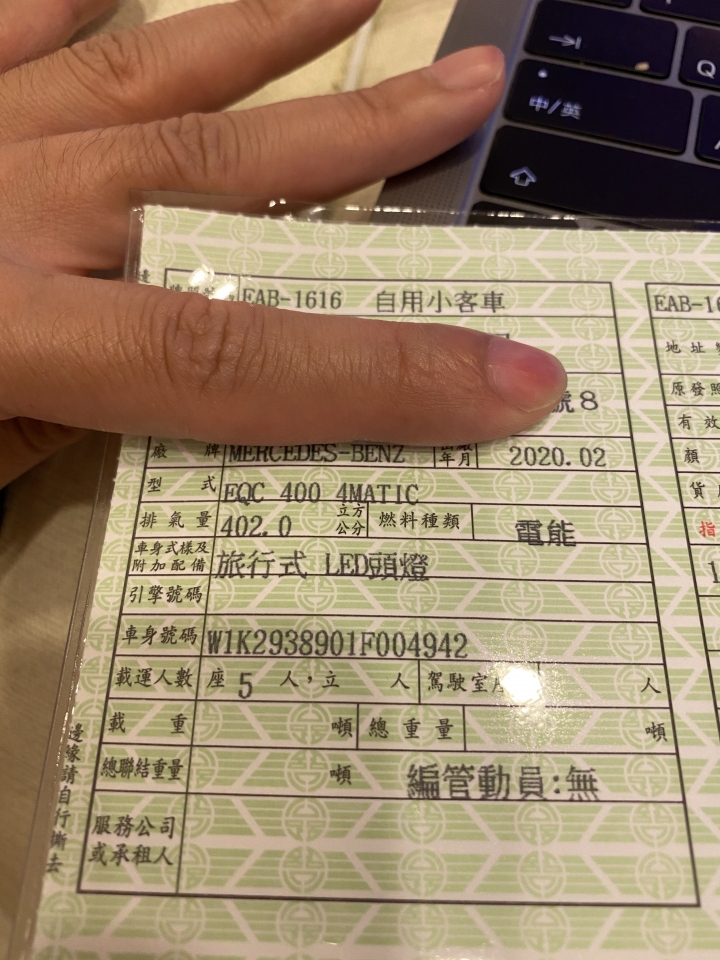 中/英
Q
EAB-1616 自用小客車
號8
廠牌 MERCEDES-BENZ 年月 2020.02
型式 EQC 400 4MATIC
排氣量 402.0 立方公分 燃料種類 電能
車身式樣及附加配備 旅行式 LED頭燈
引擎號碼
車身號碼 W1K2938901F004942
載運人數 座 5 人,立 人 駕駛室 人
載重 噸 總重量 噸
總聯結重量 噸 編管動員:無
服務公司或承租人
邊緣請自行撕去
EAB-16
地址
原發照
有效
顏
貨
指
1